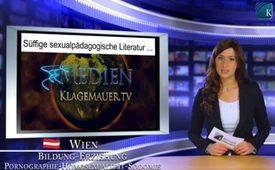 Süffige sexualpädagogische Literatur ...
MEDIEN
KLAGEMAUER.TV
WIEN
BILDUNG-ERZIEHUNG
PORNOGRAPHIE-HOMOSEXUALITÄT-SODOMIE
K